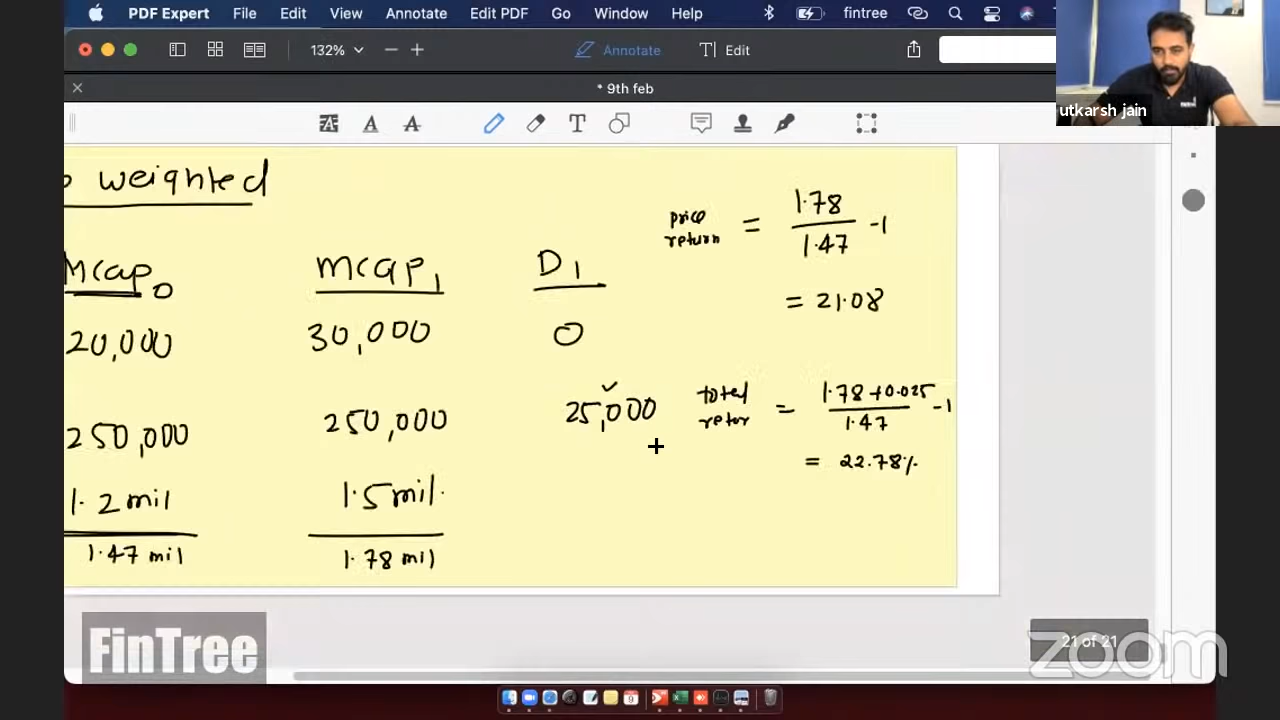 PDF Expert File Edit View Annotate Edit PDF Go Window Help fintree
132% Annotate T| Edit
* 9th feb
utkarsh jain
weighted
Mcap0 mcap1 D1
20,000 30,000 0
250,000 250,000 25,000
1.2 mil 1.5 mil.
1.47 mil 1.78 mil
price return = 1.78/1.47 -1
= 21.08
total retor = 1.78+0.025/1.47 -1
= 22.78%
FinTree
21 of 21
zoom